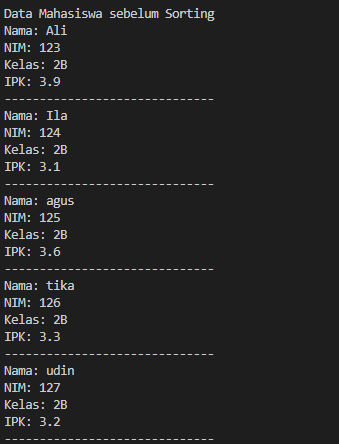 Data Mahasiswa sebelum Sorting
Nama: Ali
NIM: 123
Kelas: 2B
IPK: 3.9
------------------------------
Nama: Ila
NIM: 124
Kelas: 2B
IPK: 3.1
------------------------------
Nama: agus
NIM: 125
Kelas: 2B
IPK: 3.6
------------------------------
Nama: tika
NIM: 126
Kelas: 2B
IPK: 3.3
------------------------------
Nama: udin
NIM: 127
Kelas: 2B
IPK: 3.2
------------------------------